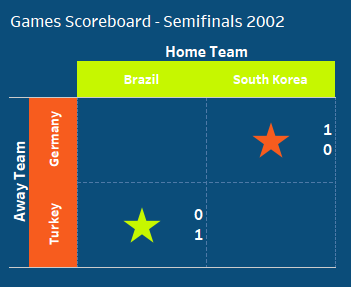 Games Scoreboard - Semifinals 2002
Home Team
Brazil
South Korea
Away Team
Germany
1
0
Turkey
0
1